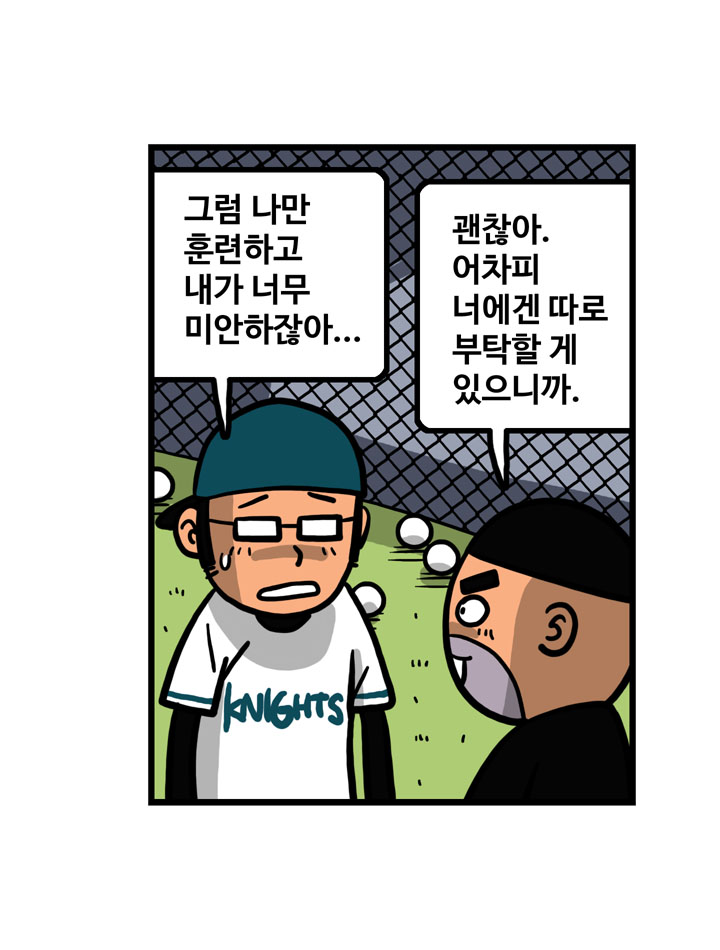 그럼 나만
훈련하고
내가 너무
미안하잖아...
괜찮아.
어차피
너에겐 따로
부탁할 게
있으니까.
KNIGHTS